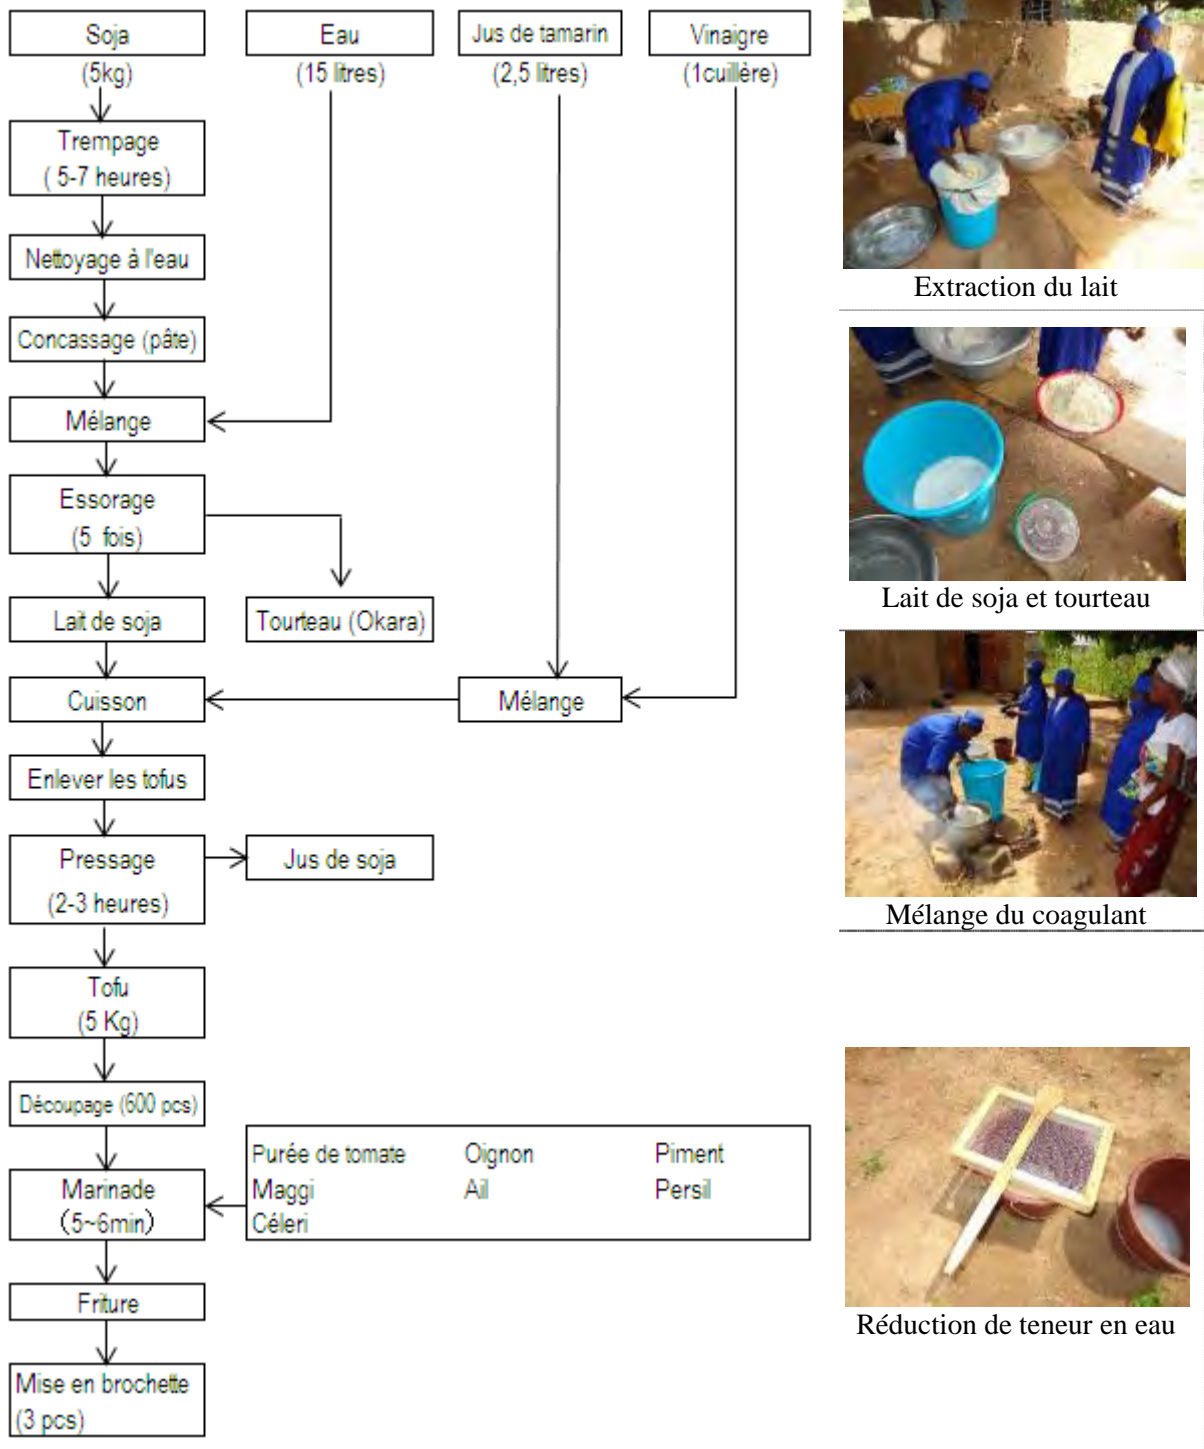 Soja
(5kg)
Eau
(15 litres)
Jus de tamarin
(2,5 litres)
Vinaigre
(1cuillère)
Trempage
( 5-7 heures)
Nettoyage à l'eau
Concassage (pâte)
Mélange
Essorage
(5 fois)
Lait de soja
Tourteau (Okara)
Cuisson
Mélange
Enlever les tofus
Pressage
(2-3 heures)
Jus de soja
Tofu
(5 Kg)
Découpage (600 pcs)
Marinade
(5~6min)
Purée de tomate Oignon Piment
Maggi Ail Persil
Céleri
Friture
Mise en brochette
(3 pcs)
Extraction du lait
Lait de soja et tourteau
Mélange du coagulant
Réduction de teneur en eau